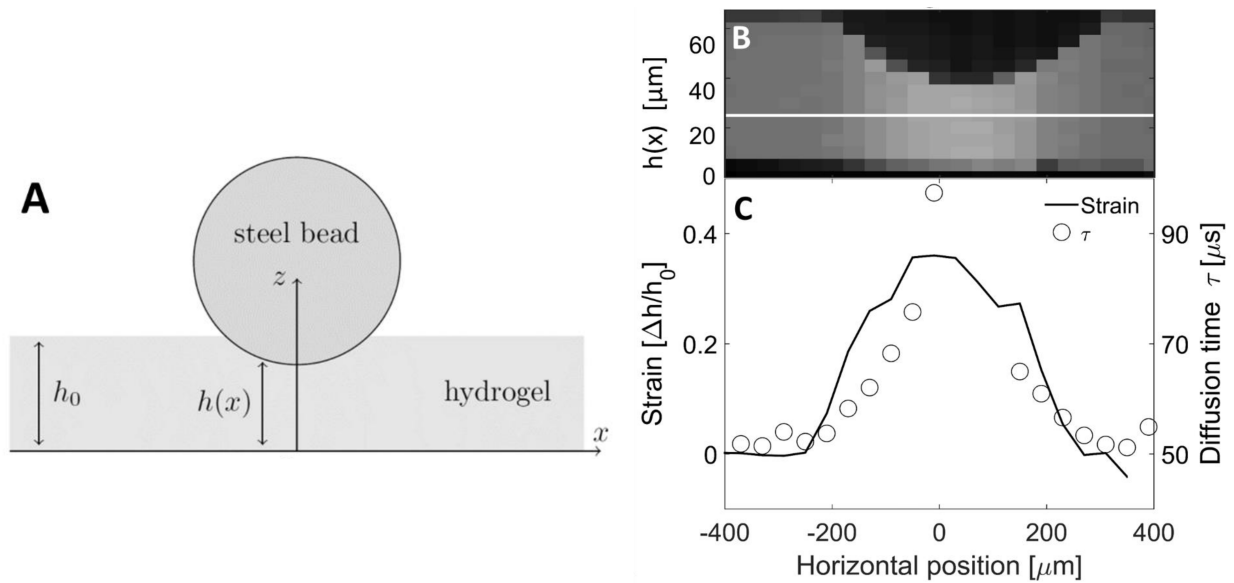 A
steel bead
z
h0
h(x)
hydrogel
x
B
h(x) [μm]
60
40
20
0
C
Strain
τ
Strain [Δh/h0]
0.4
0.2
0
90
70
50
Diffusion time τ [μs]
-400
-200
0
200
400
Horizontal position [μm]